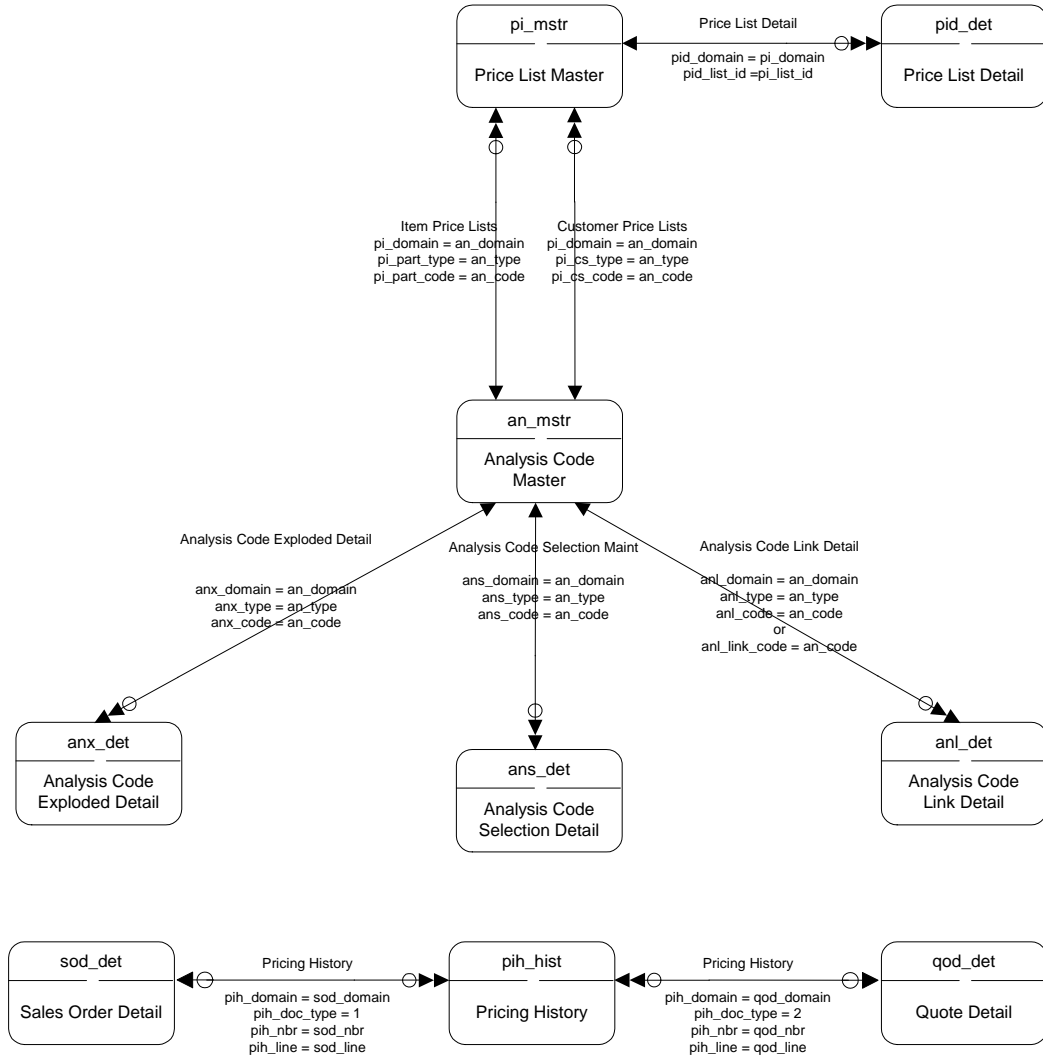 pi_mstr
Price List Master
Price List Detail
pid_domain = pi_domain
pid_list_id =pi_list_id
pid_det
Price List Detail
Item Price Lists
pi_domain = an_domain
pi_part_type = an_type
pi_part_code = an_code
Customer Price Lists
pi_domain = an_domain
pi_cs_type = an_type
pi_cs_code = an_code
an_mstr
Analysis Code
Master
Analysis Code Exploded Detail
anx_domain = an_domain
anx_type = an_type
anx_code = an_code
Analysis Code Selection Maint
ans_domain = an_domain
ans_type = an_type
ans_code = an_code
Analysis Code Link Detail
anl_domain = an_domain
anl_type = an_type
anl_code = an_code
or
anl_link_code = an_code
anx_det
Analysis Code
Exploded Detail
ans_det
Analysis Code
Selection Detail
anl_det
Analysis Code
Link Detail
sod_det
Sales Order Detail
Pricing History
pih_domain = sod_domain
pih_doc_type = 1
pih_nbr = sod_nbr
pih_line = sod_line
pih_hist
Pricing History
Pricing History
pih_domain = qod_domain
pih_doc_type = 2
pih_nbr = qod_nbr
pih_line = qod_line
qod_det
Quote Detail